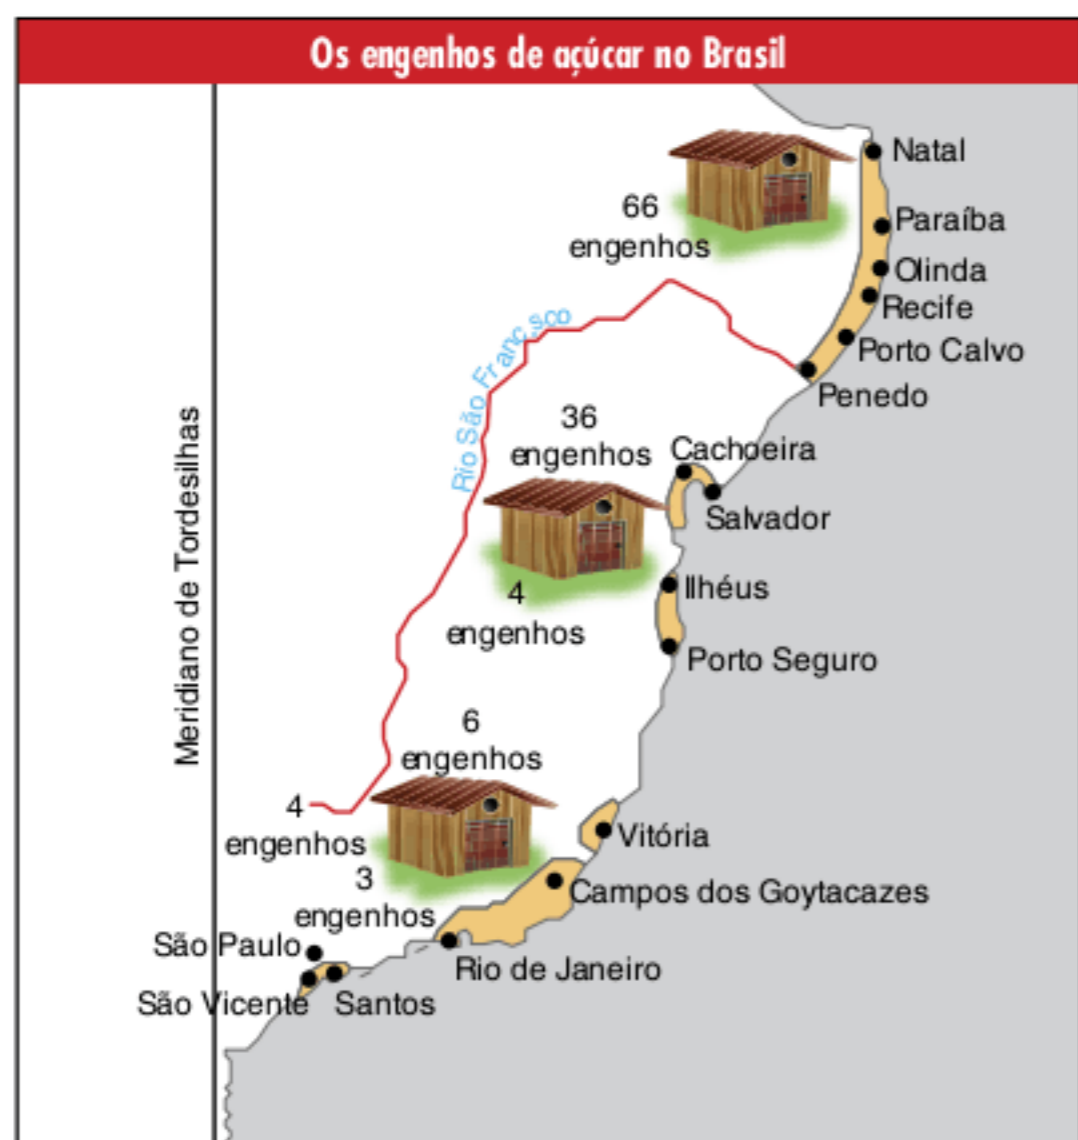 Os engenhos de açúcar no Brasil
Natal
66
engenhos
Paraíba
Olinda
Recife
Rio São Francisco
Porto Calvo
Penedo
36
engenhos
Cachoeira
Salvador
Meridiano de Tordesilhas
4
engenhos
Ilhéus
Porto Seguro
6
engenhos
4
engenhos
Vitória
3
engenhos
Campos dos Goytacazes
São Paulo
Rio de Janeiro
São Vicente
Santos